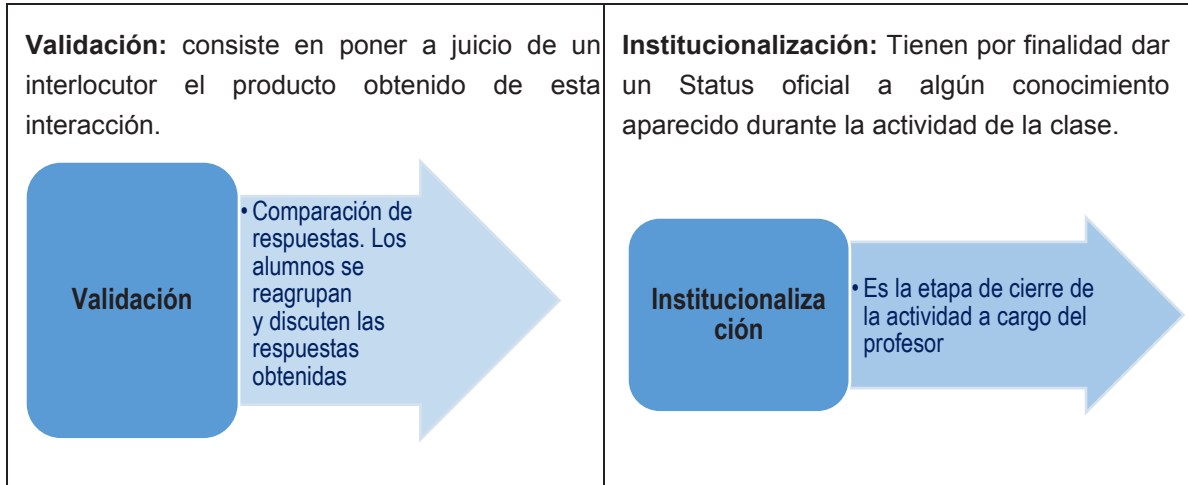 Validación: consiste en poner a juicio de un
interlocutor el producto obtenido de esta
interacción.
Validación
• Comparación de
respuestas. Los
alumnos se
reagrupan
y discuten las
respuestas
obtenidas
Institucionalización: Tienen por finalidad dar
un Status oficial a algún conocimiento
aparecido durante la actividad de la clase.
Institucionaliza
ción
• Es la etapa de cierre de
la actividad a cargo del
profesor